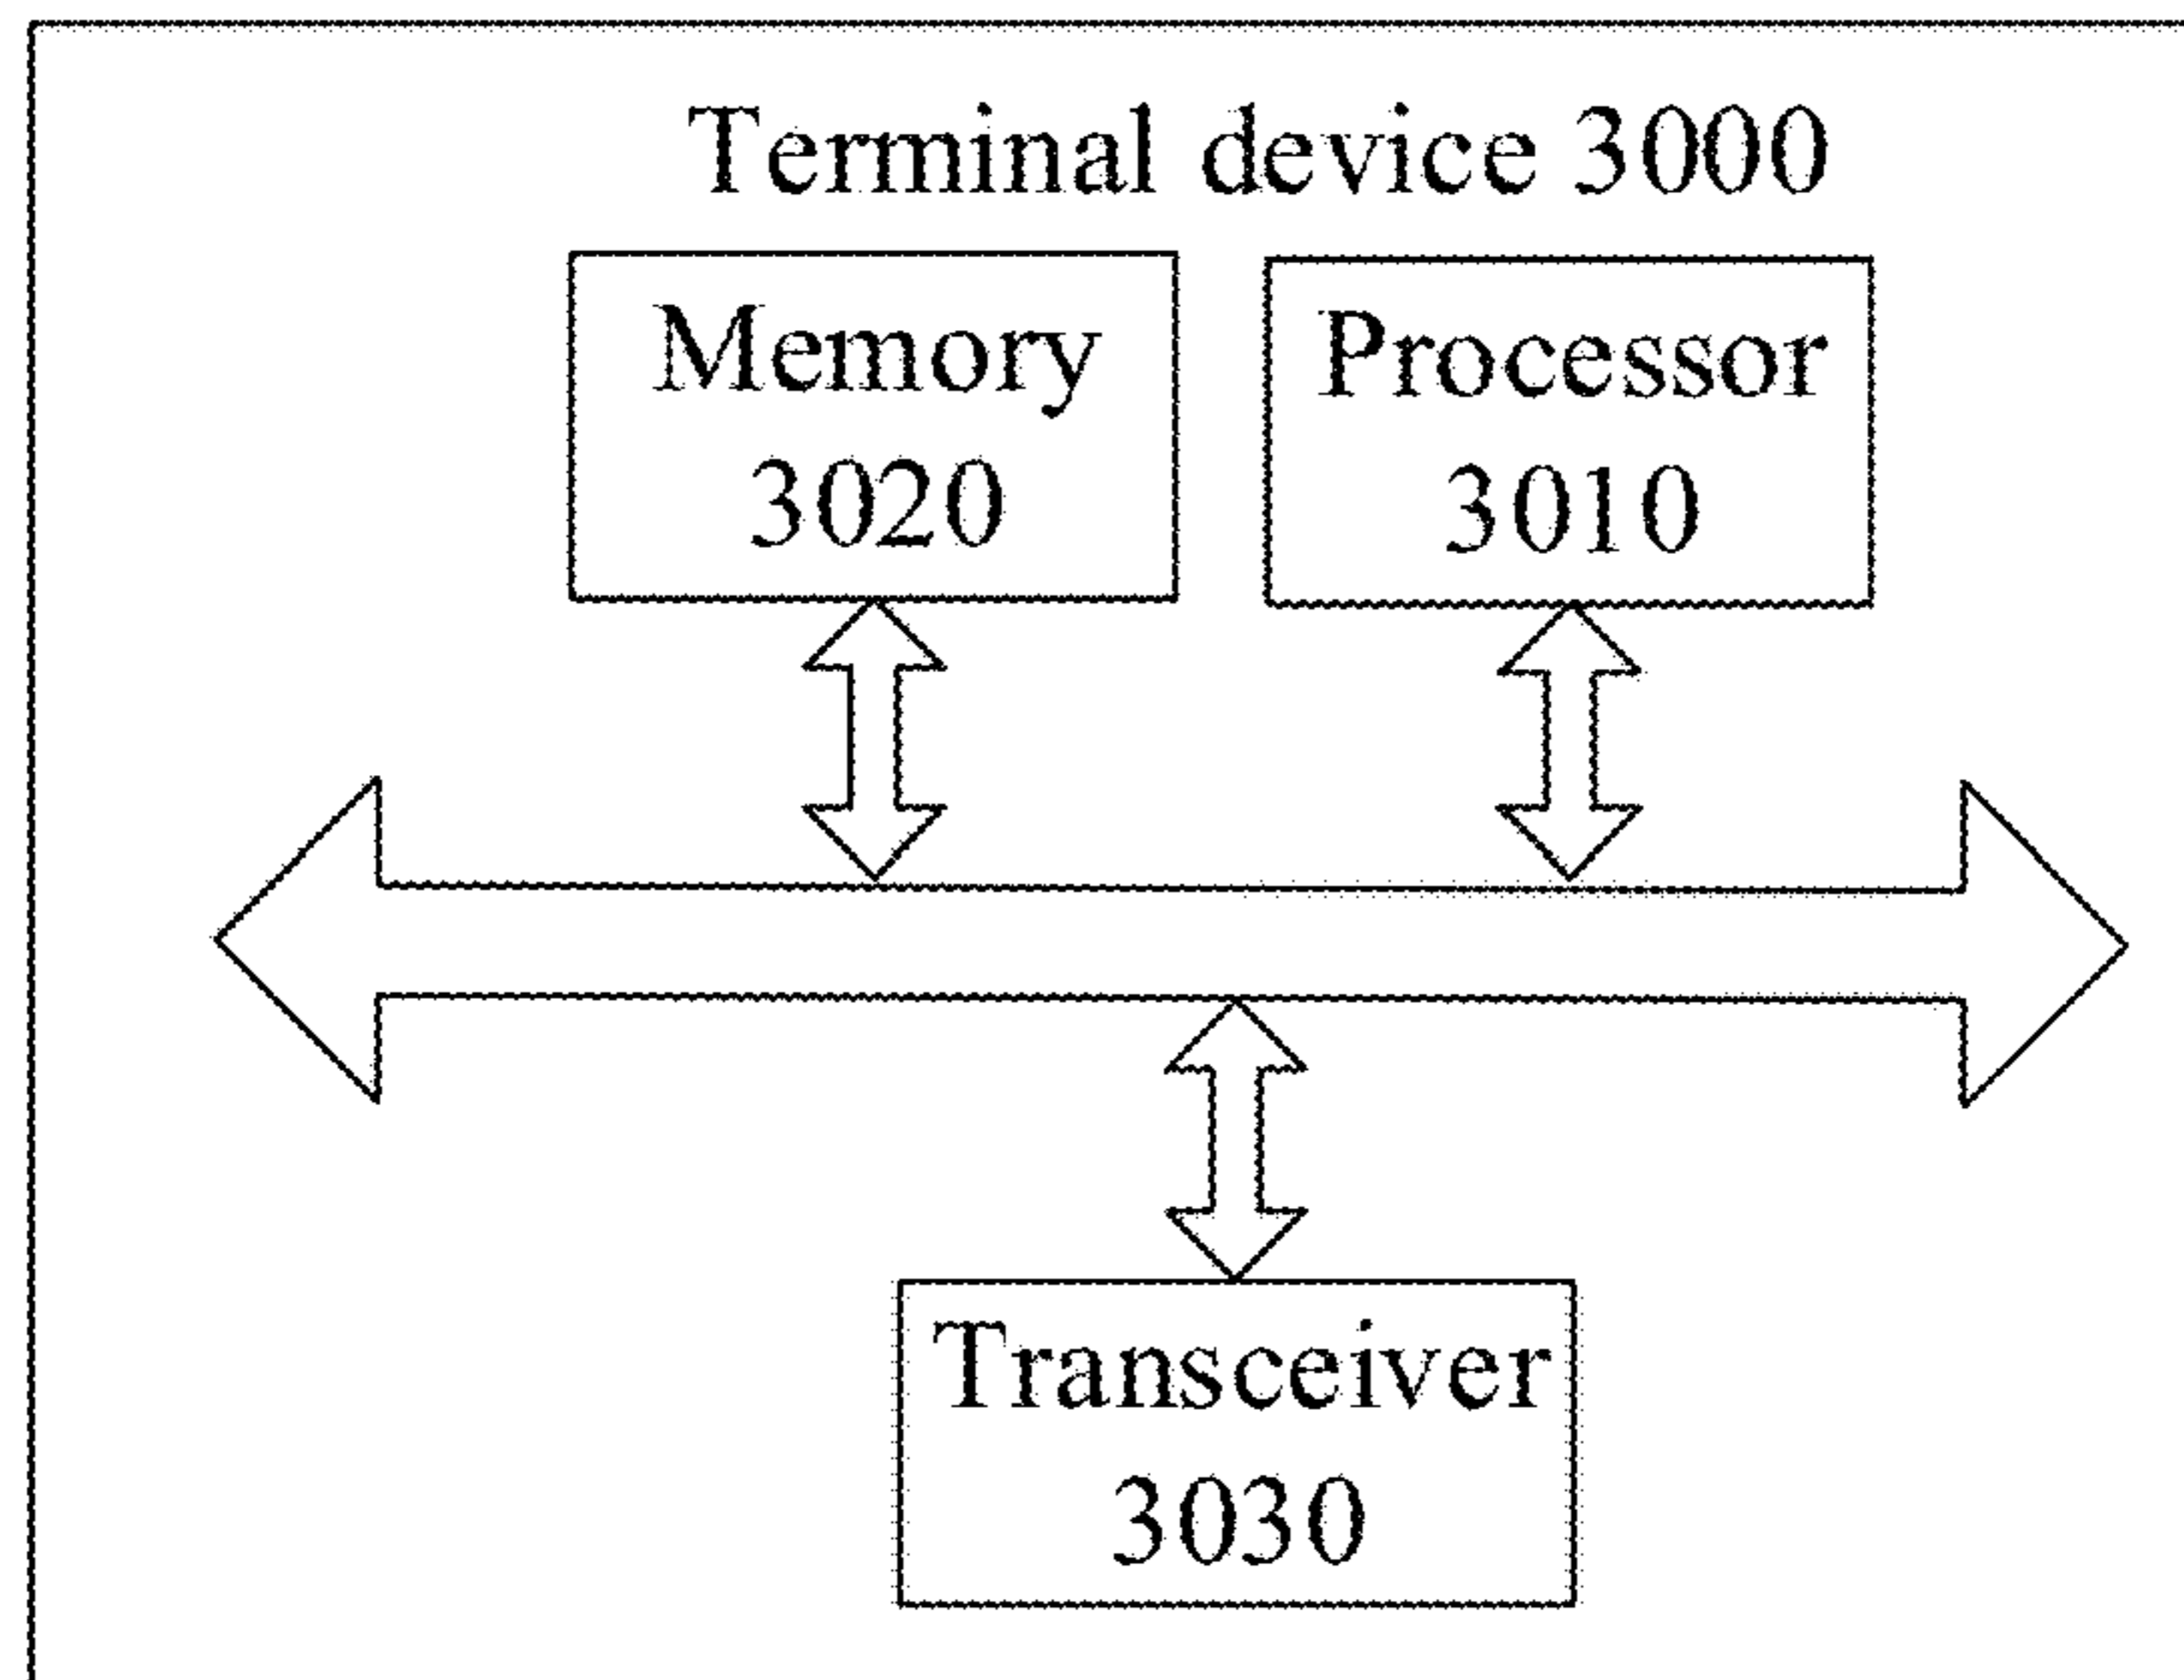 Terminal device 3000
Memory
3020
Processor
3010
Transceiver
3030